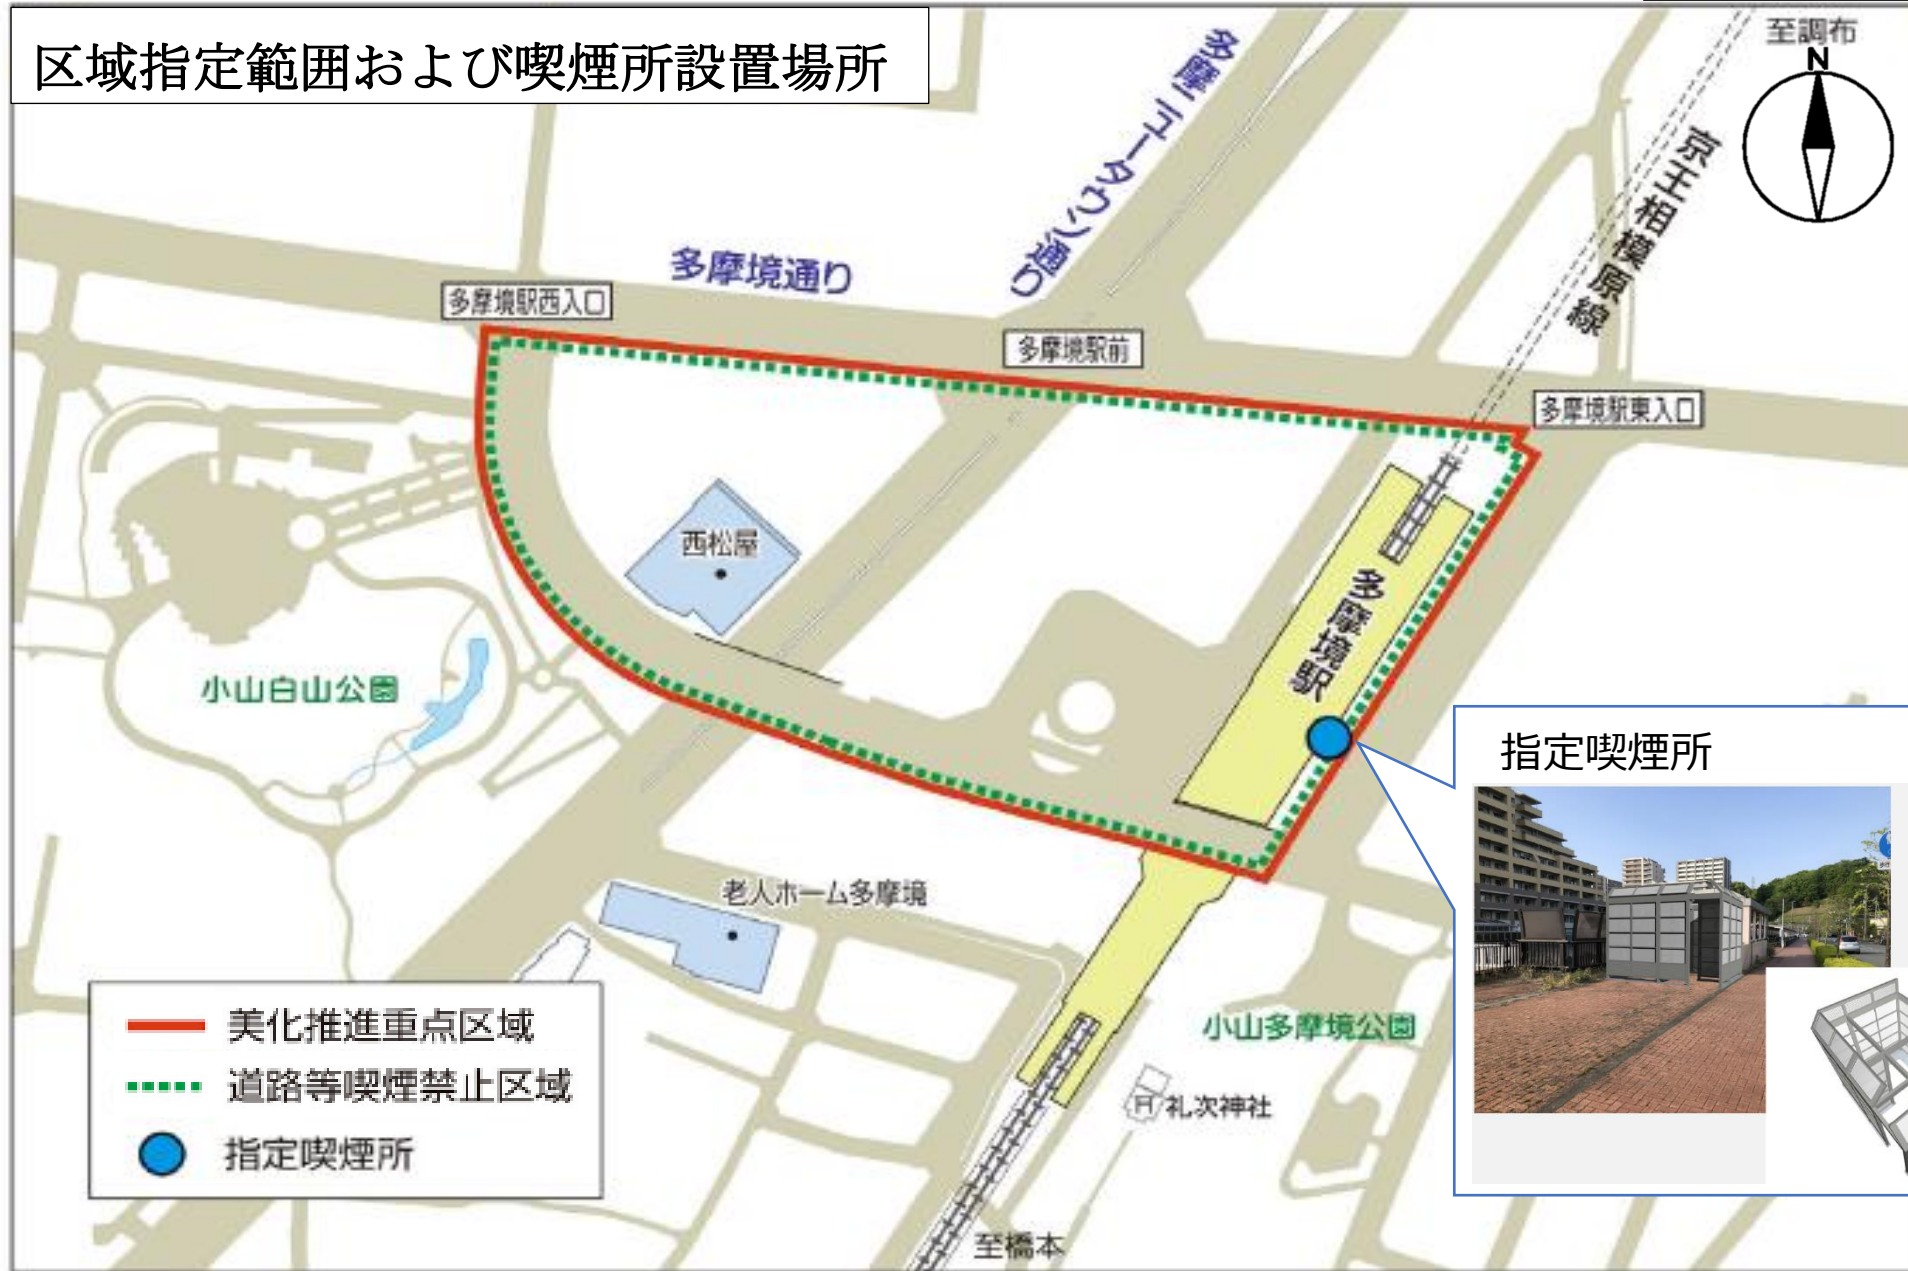 区域指定範囲および喫煙所設置場所
至調布
N
多摩ニュータウン通り
京王相模原線
多摩境通り
多摩境駅西入口
多摩境駅前
多摩境駅東入口
西松屋
多摩境駅
小山白山公園
指定喫煙所
老人ホーム多摩境
小山多摩境公園
札次神社
至橋本
美化推進重点区域
道路等喫煙禁止区域
指定喫煙所